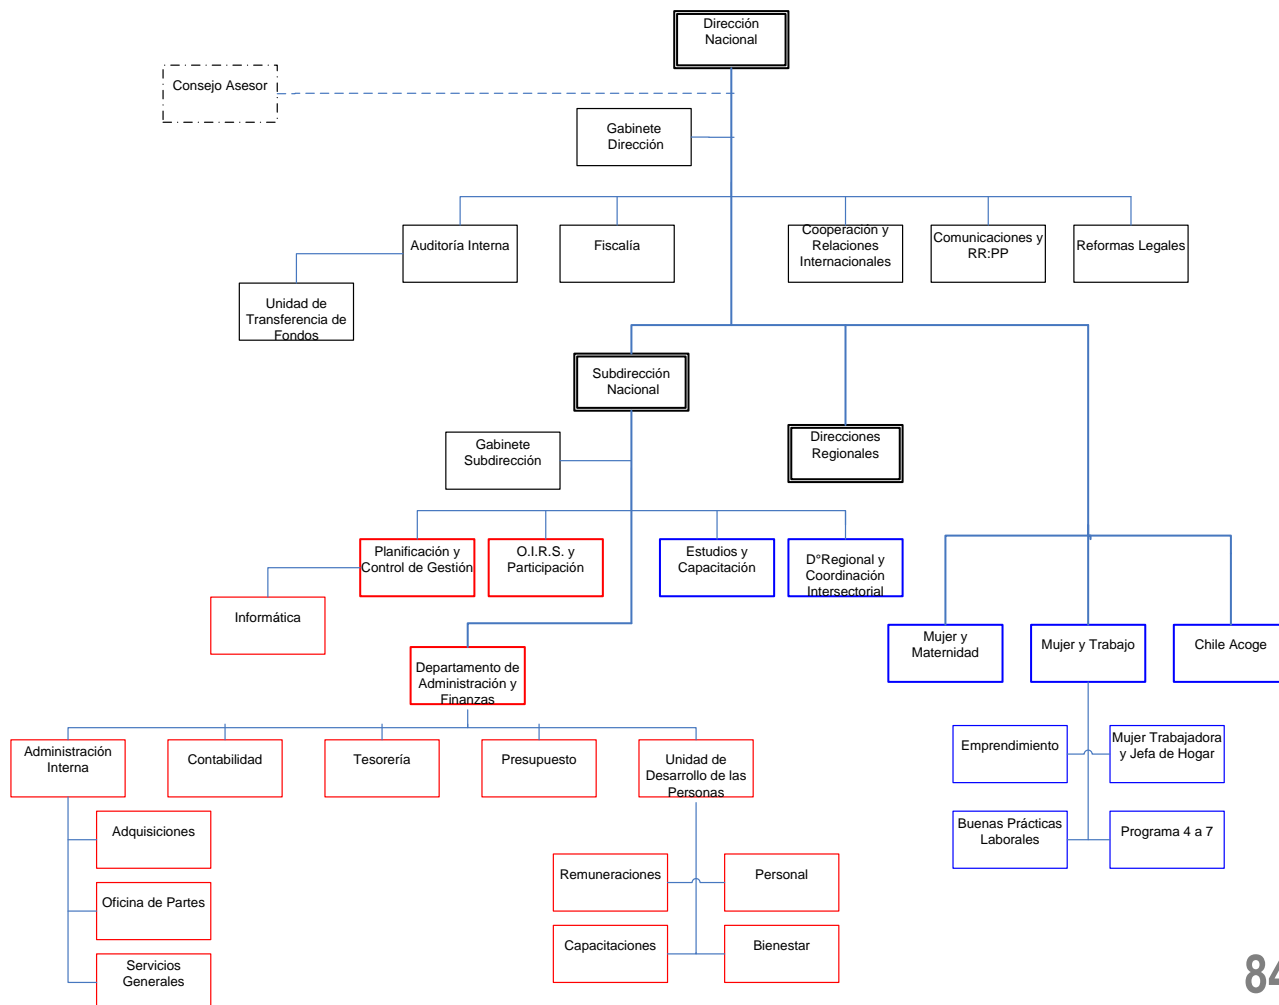 Dirección
Nacional
Consejo Asesor
Gabinete
Dirección
Auditoría Interna
Fiscalía
Cooperación y
Relaciones
Internacionales
Comunicaciones y
RR:PP
Reformas Legales
Unidad de
Transferencia de
Fondos
Subdirección
Nacional
Direcciones
Regionales
Gabinete
Subdirección
Planificación y
Control de Gestión
O.I.R.S. y
Participación
Estudios y
Capacitación
D°Regional y
Coordinación
Intersectorial
Informática
Mujer y
Maternidad
Mujer y Trabajo
Chile Acoge
Departamento de
Administración y
Finanzas
Administración
Interna
Contabilidad
Tesorería
Presupuesto
Unidad de
Desarrollo de las
Personas
Emprendimiento
Mujer Trabajadora
y Jefa de Hogar
Buenas Prácticas
Laborales
Programa 4 a 7
Adquisiciones
Oficina de Partes
Servicios
Generales
Remuneraciones
Personal
Capacitaciones
Bienestar
84